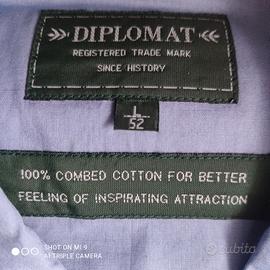 DIPLOMAT
REGISTERED TRADE MARK
SINCE HISTORY
L
52
100% COMBED COTTON FOR BETTER
FEELING OF INSPIRATING ATTRACTION
SHOT ON MI 9
AI TRIPLE CAMERA
subito